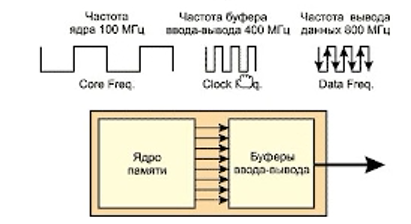 Частота
ядра 100 МГц
Частота буфера
ввода-вывода 400 МГц
Частота вывода
данных 800 МГц
Core Freq.
Clock
Data Freq.
Ядро
памяти
Буферы
ввода-вывода